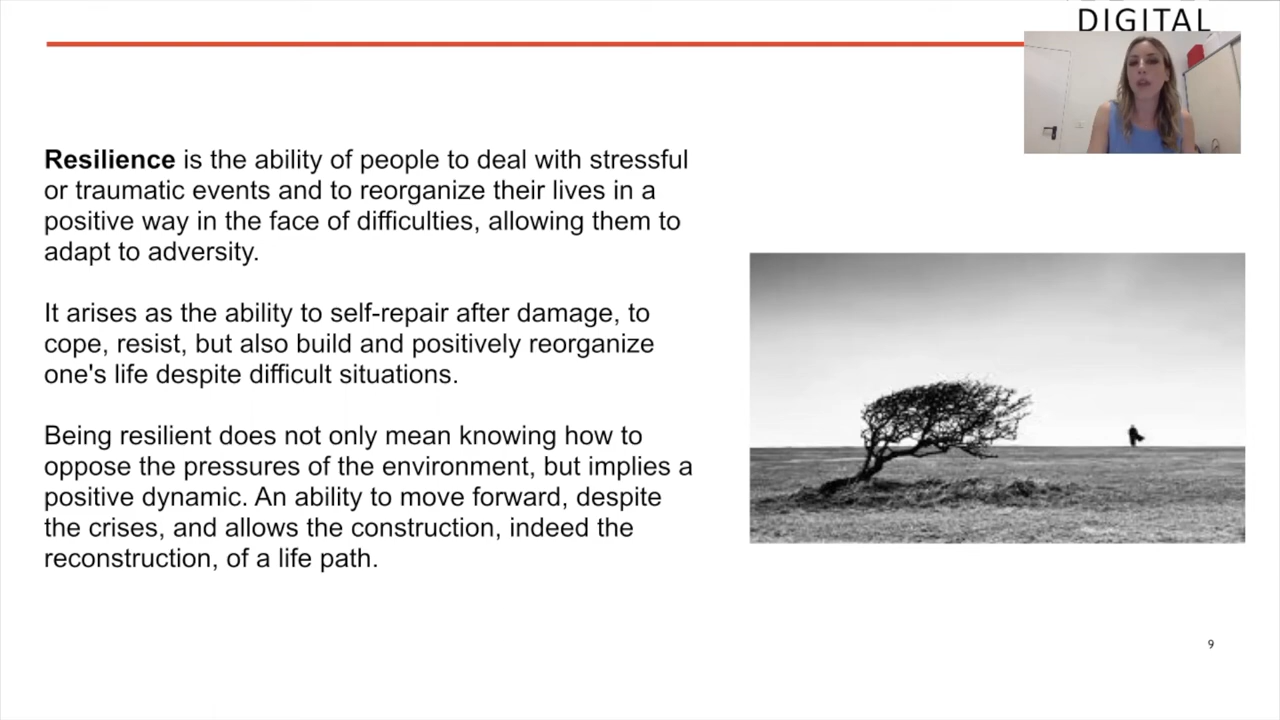 DIGITAL
Resilience is the ability of people to deal with stressful
or traumatic events and to reorganize their lives in a
positive way in the face of difficulties, allowing them to
adapt to adversity.
It arises as the ability to self-repair after damage, to
cope, resist, but also build and positively reorganize
one's life despite difficult situations.
Being resilient does not only mean knowing how to
oppose the pressures of the environment, but implies a
positive dynamic. An ability to move forward, despite
the crises, and allows the construction, indeed the
reconstruction, of a life path.
9